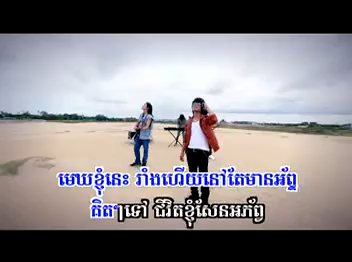 មេឃខ្ញុំនេះ រាំងហើយនៅតែមានអ័ព្ទ
គិតៗទៅ ជីវិតខ្ញុំសែនអភ័ព្វ